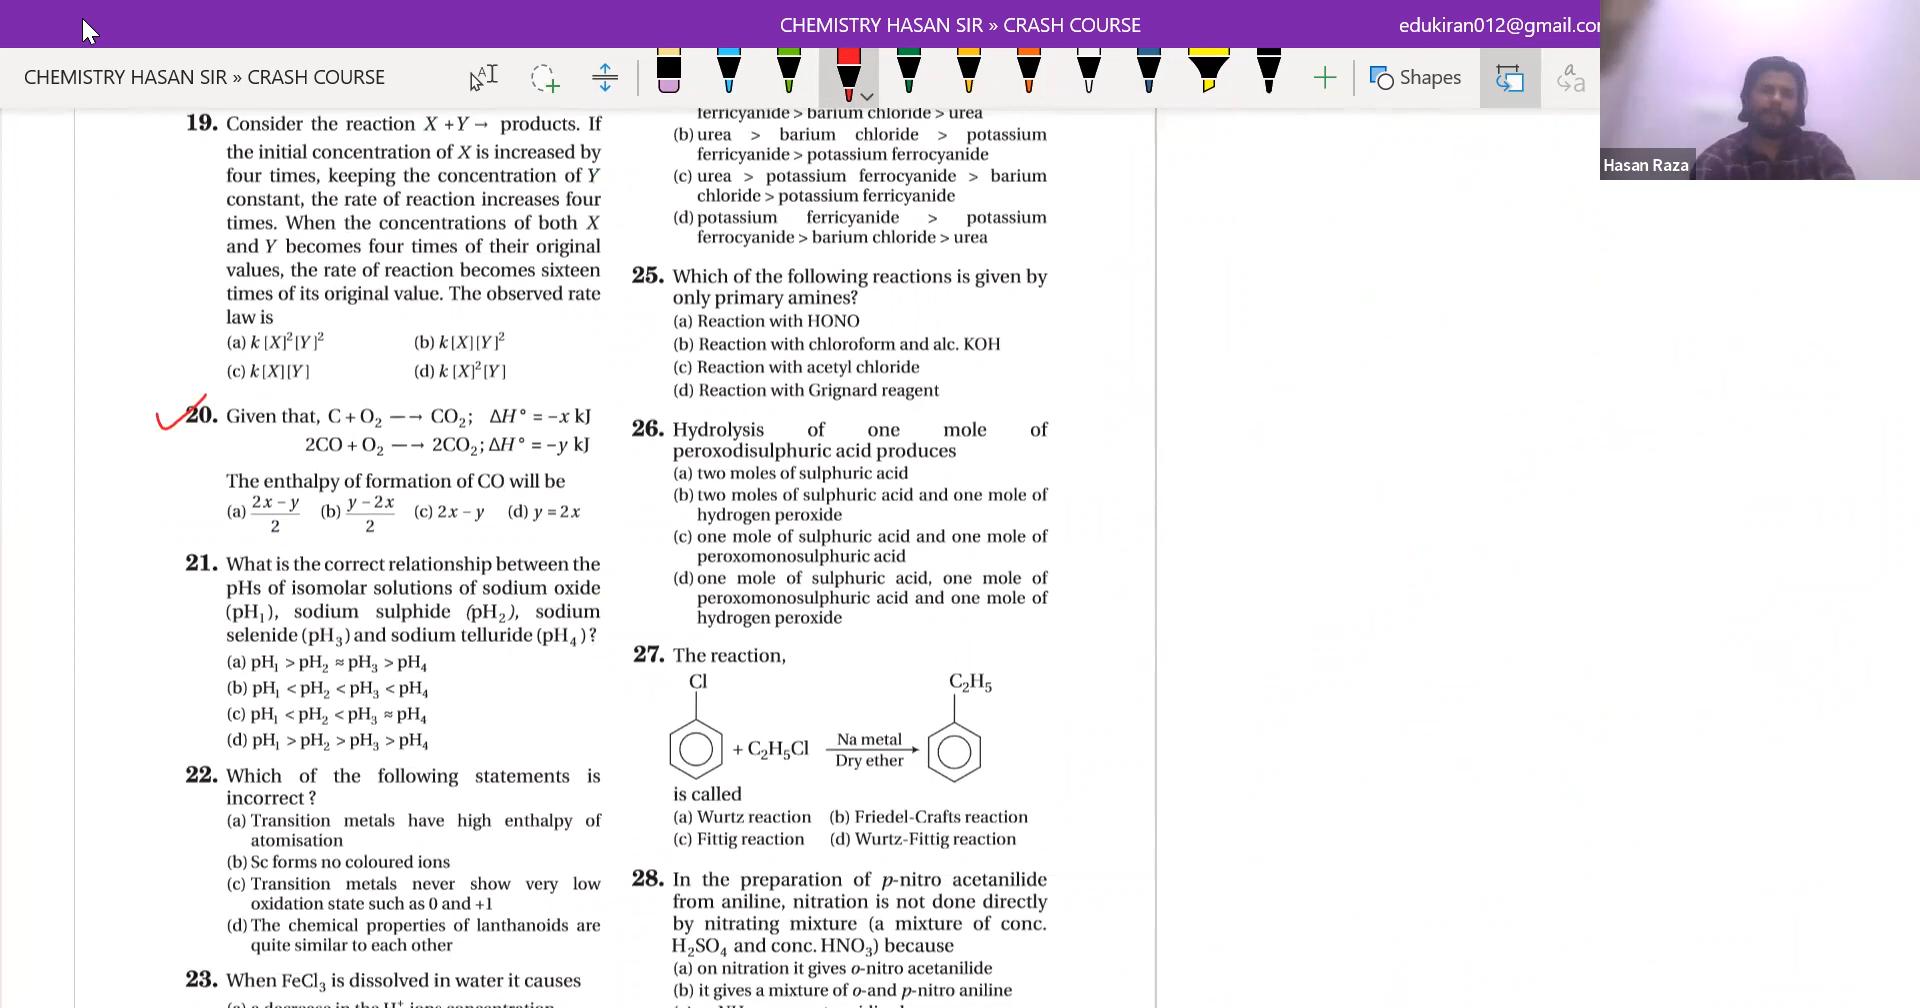 CHEMISTRY HASAN SIR » CRASH COURSE
edukiran012@gmail.co
CHEMISTRY HASAN SIR » CRASH COURSE
Shapes
Hasan Raza
19. Consider the reaction X + Y → products. If
the initial concentration of X is increased by
four times, keeping the concentration of Y
constant, the rate of reaction increases four
times. When the concentrations of both X
and Y becomes four times of their original
values, the rate of reaction becomes sixteen
times of its original value. The observed rate
law is
(a) k [X]²[Y]² (b) k[X][Y]²
(c) k[X][Y] (d) k [X]²[Y]
20. Given that, C + O₂ —→ CO₂; ΔH° = −x kJ
2CO + O₂ —→ 2CO₂; ΔH° = −y kJ
The enthalpy of formation of CO will be
(a) (2x − y)/2 (b) (y − 2x)/2 (c) 2x − y (d) y = 2x
21. What is the correct relationship between the
pHs of isomolar solutions of sodium oxide
(pH₁), sodium sulphide (pH₂), sodium
selenide (pH₃) and sodium telluride (pH₄)?
(a) pH₁ > pH₂ ≈ pH₃ > pH₄
(b) pH₁ < pH₂ < pH₃ < pH₄
(c) pH₁ < pH₂ < pH₃ ≈ pH₄
(d) pH₁ > pH₂ > pH₃ > pH₄
22. Which of the following statements is
incorrect ?
(a) Transition metals have high enthalpy of
atomisation
(b) Sc forms no coloured ions
(c) Transition metals never show very low
oxidation state such as 0 and +1
(d) The chemical properties of lanthanoids are
quite similar to each other
23. When FeCl₃ is dissolved in water it causes
ferricyanide > barium chloride > urea
(b) urea > barium chloride > potassium
ferricyanide > potassium ferrocyanide
(c) urea > potassium ferrocyanide > barium
chloride > potassium ferricyanide
(d) potassium ferricyanide > potassium
ferrocyanide > barium chloride > urea
25. Which of the following reactions is given by
only primary amines?
(a) Reaction with HONO
(b) Reaction with chloroform and alc. KOH
(c) Reaction with acetyl chloride
(d) Reaction with Grignard reagent
26. Hydrolysis of one mole of
peroxodisulphuric acid produces
(a) two moles of sulphuric acid
(b) two moles of sulphuric acid and one mole of
hydrogen peroxide
(c) one mole of sulphuric acid and one mole of
peroxomonosulphuric acid
(d) one mole of sulphuric acid, one mole of
peroxomonosulphuric acid and one mole of
hydrogen peroxide
27. The reaction,
Cl C₂H₅
+ C₂H₅Cl Na metal
Dry ether
is called
(a) Wurtz reaction (b) Friedel-Crafts reaction
(c) Fittig reaction (d) Wurtz-Fittig reaction
28. In the preparation of p-nitro acetanilide
from aniline, nitration is not done directly
by nitrating mixture (a mixture of conc.
H₂SO₄ and conc. HNO₃) because
(a) on nitration it gives o-nitro acetanilide
(b) it gives a mixture of o-and p-nitro aniline